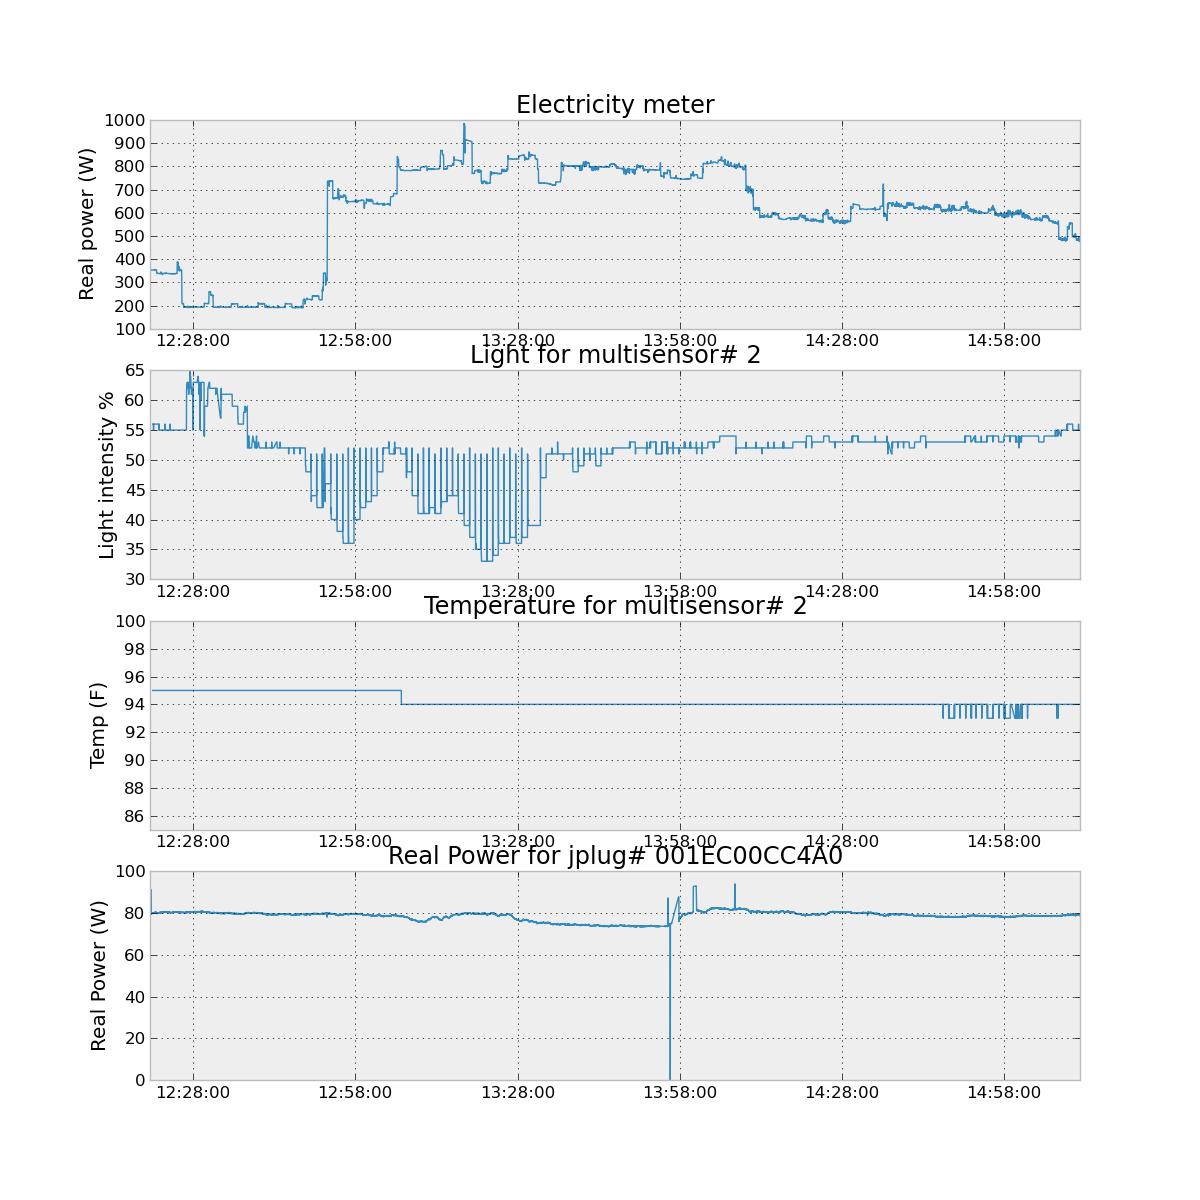 Electricity meter
Real power (W)
1000
900
800
700
600
500
400
300
200
100
12:28:00 12:58:00 13:28:00 13:58:00 14:28:00 14:58:00
Light for multisensor# 2
Light intensity %
65
60
55
50
45
40
35
30
12:28:00 12:58:00 13:28:00 13:58:00 14:28:00 14:58:00
Temperature for multisensor# 2
Temp (F)
100
98
96
94
92
90
88
86
12:28:00 12:58:00 13:28:00 13:58:00 14:28:00 14:58:00
Real Power for jplug# 001EC00CC4A0
Real Power (W)
100
80
60
40
20
0
12:28:00 12:58:00 13:28:00 13:58:00 14:28:00 14:58:00